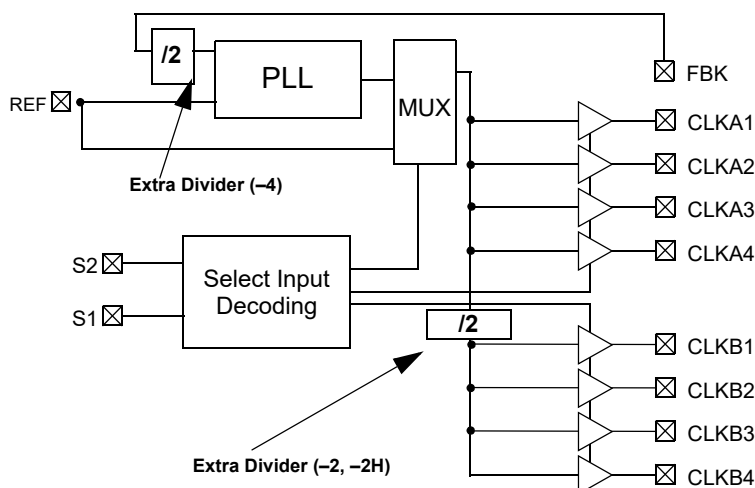 /2
PLL
FBK
REF
MUX
CLKA1
CLKA2
Extra Divider (–4)
CLKA3
CLKA4
S2
Select Input
Decoding
S1
/2
CLKB1
CLKB2
CLKB3
Extra Divider (–2, –2H)
CLKB4